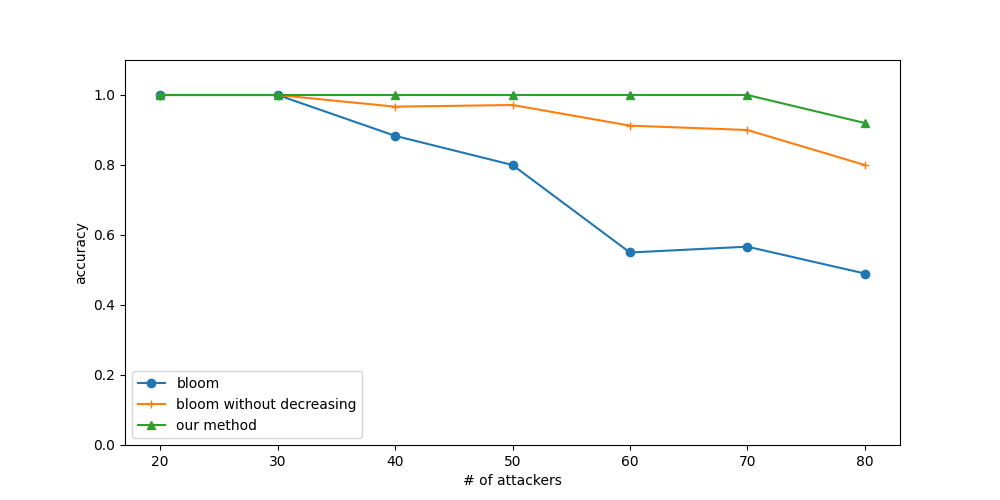 1.0
0.8
0.6
0.4
0.2
0.0
accuracy
bloom
bloom without decreasing
our method
20 30 40 50 60 70 80
# of attackers